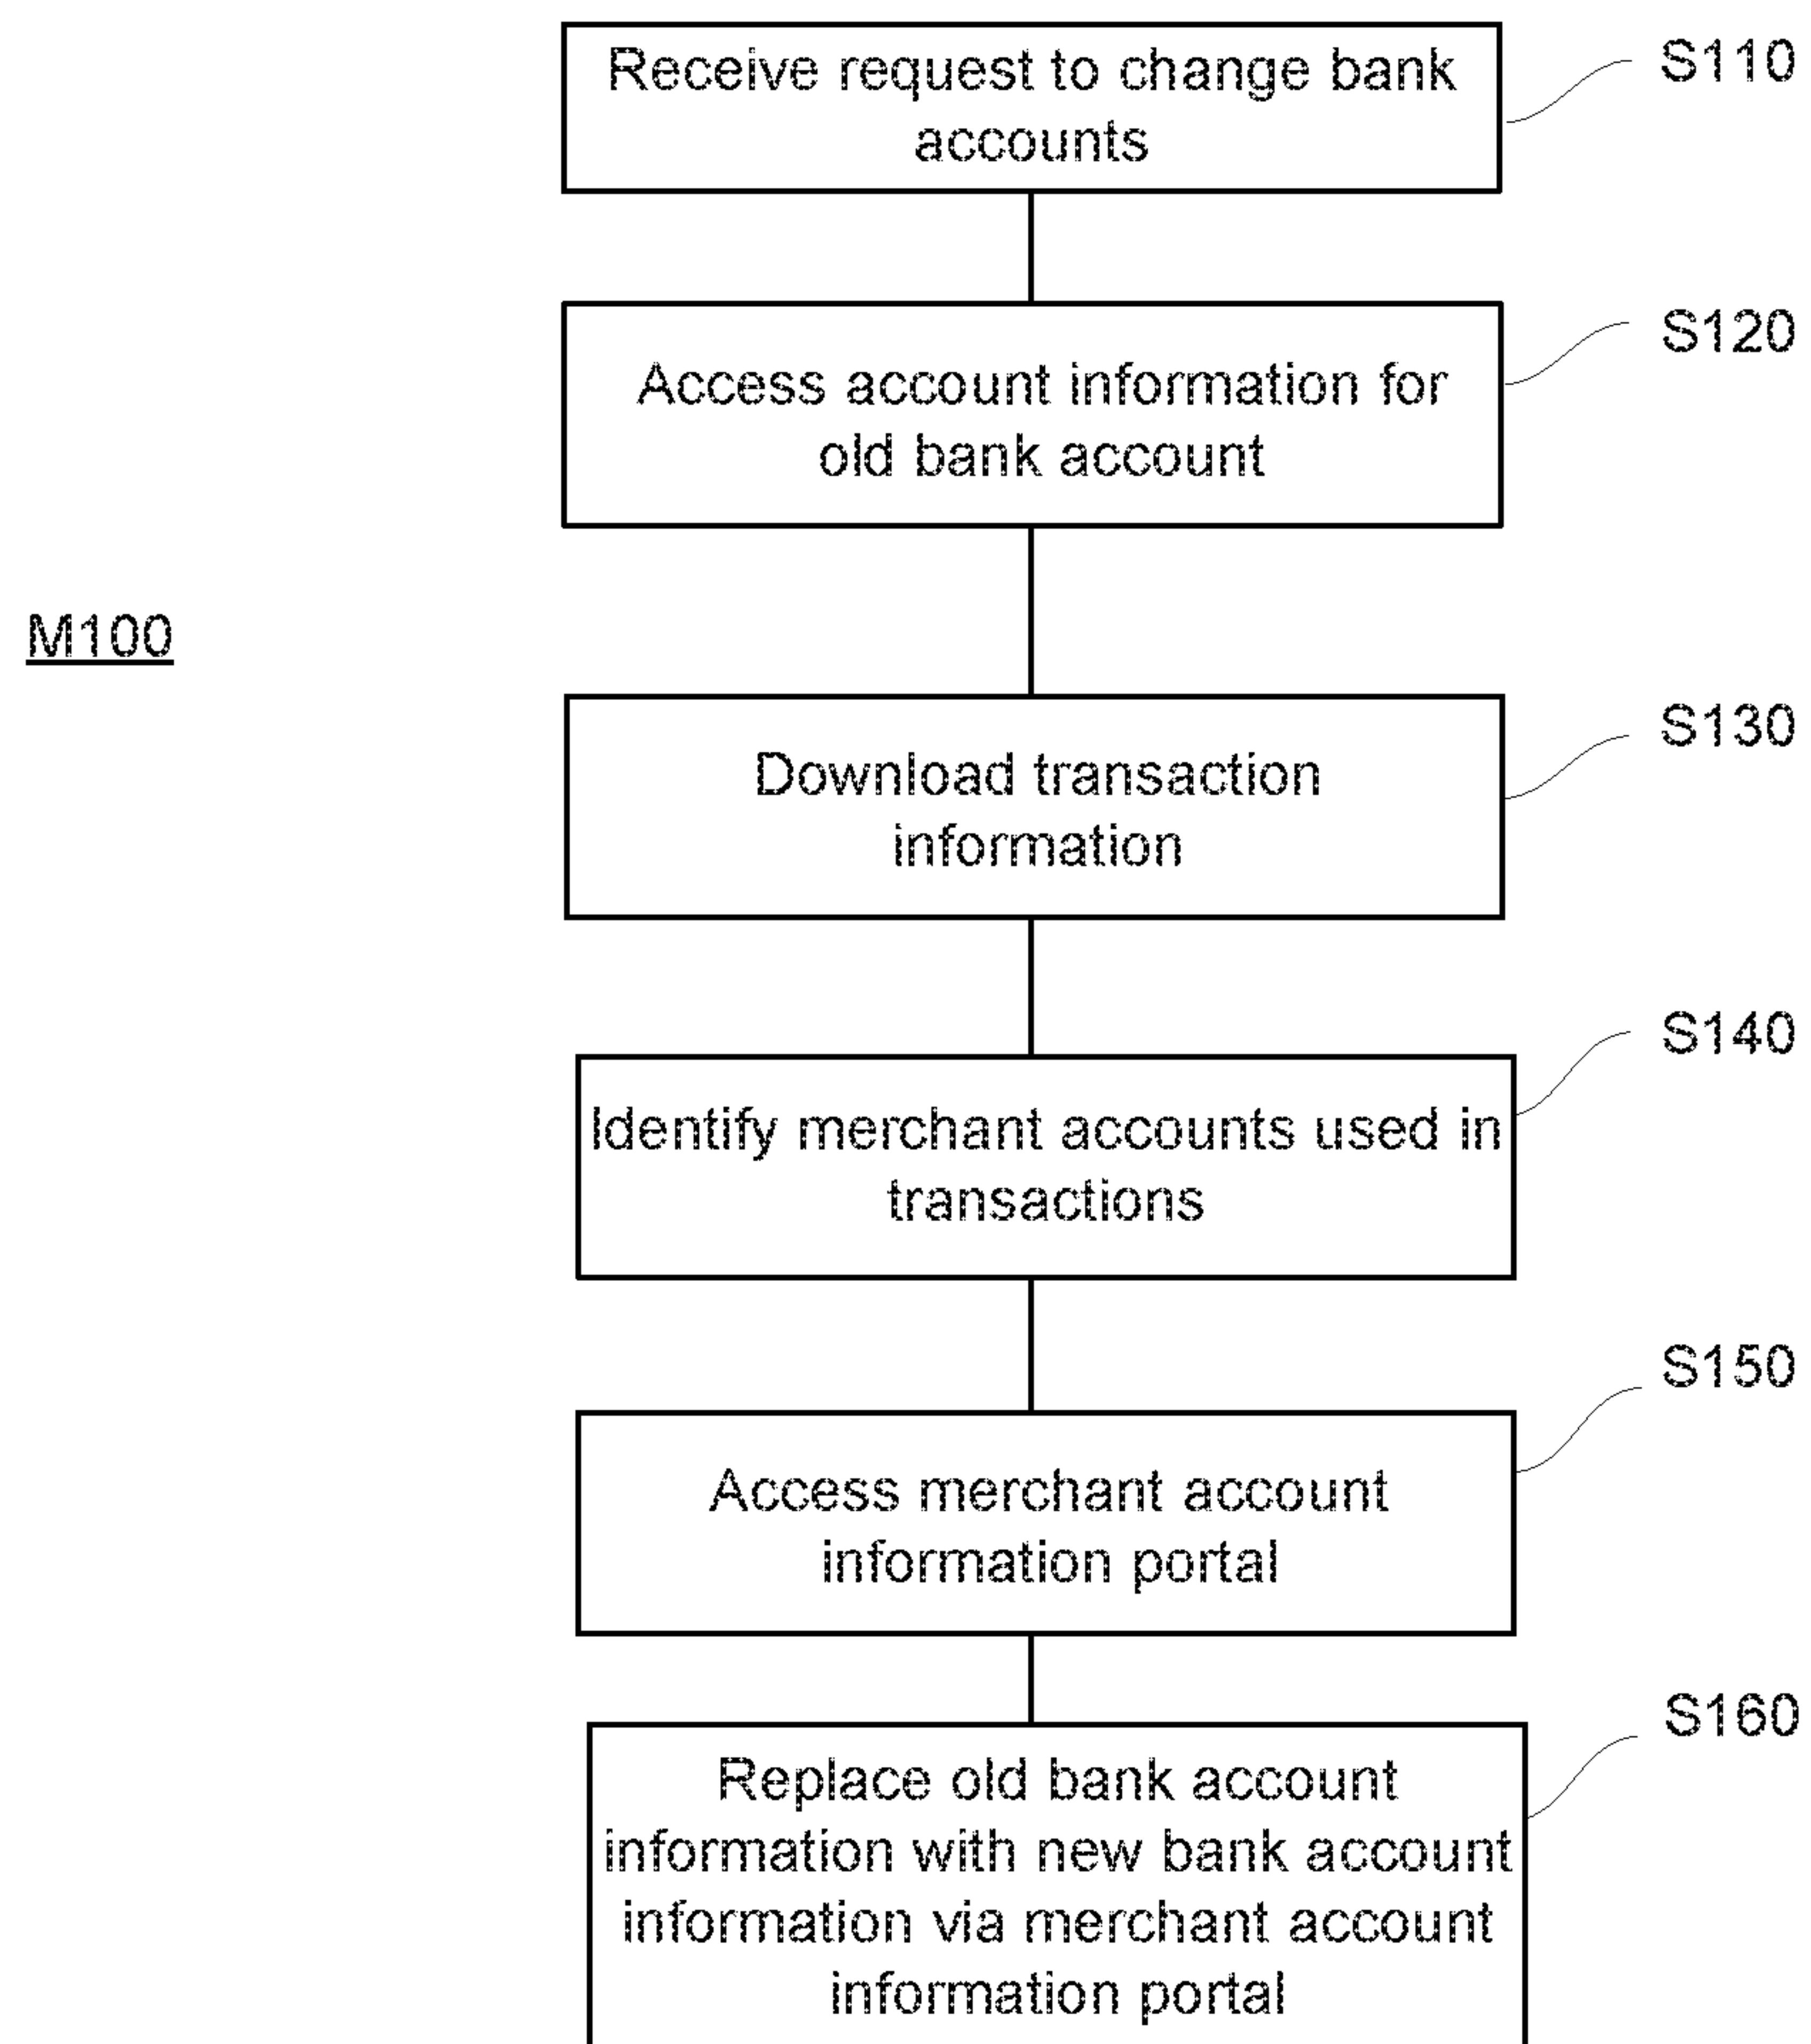 Receive request to change bank
accounts
S110
Access account information for
old bank account
S120
M100
Download transaction
information
S130
Identify merchant accounts used in
transactions
S140
Access merchant account
information portal
S150
Replace old bank account
information with new bank account
information via merchant account
information portal
S160